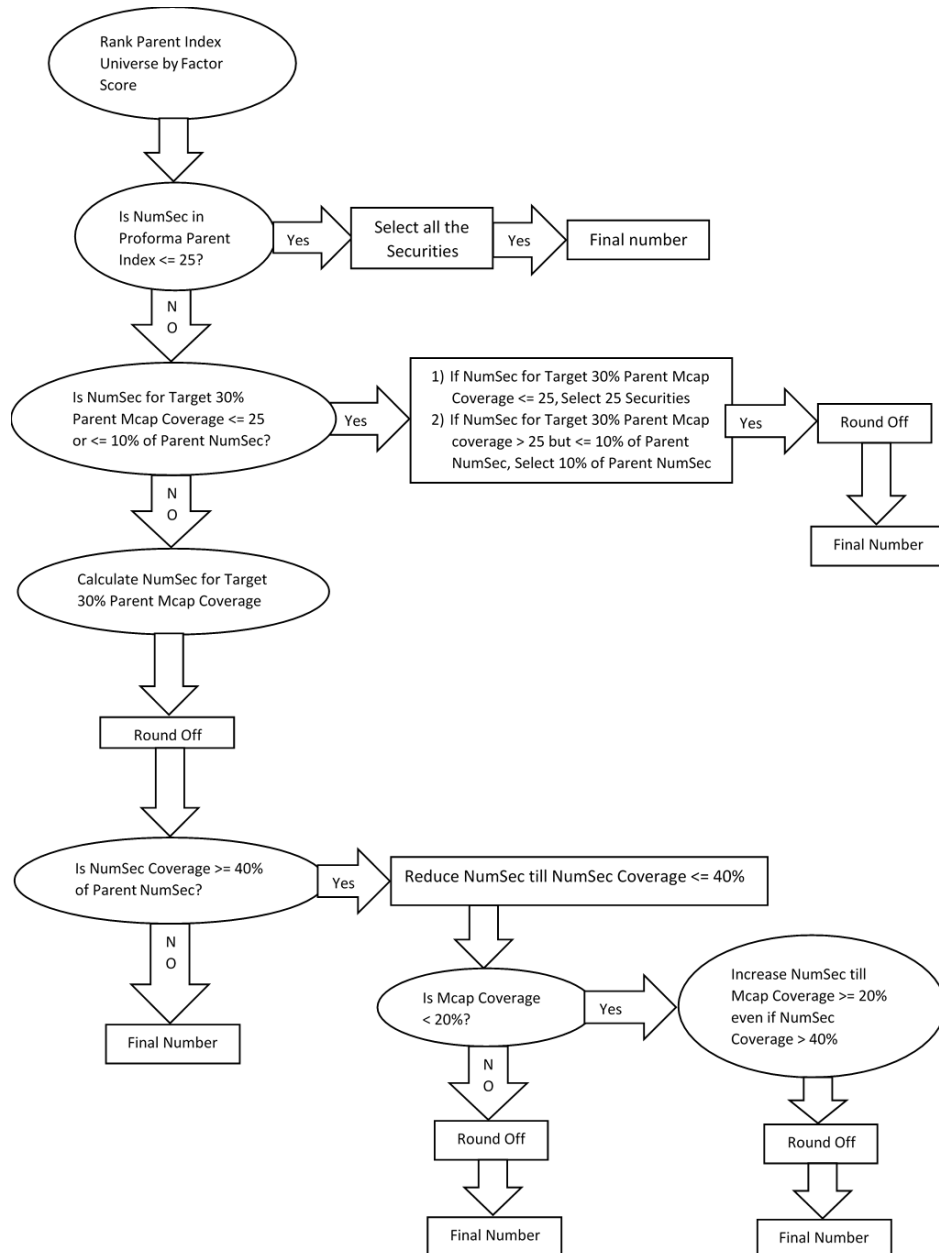 Rank Parent Index
Universe by Factor
Score
Is NumSec in
Proforma Parent
Index <= 25?
Yes
Select all the
Securities
Yes
Final number
N
O
Is NumSec for Target 30%
Parent Mcap Coverage <= 25
or <= 10% of Parent NumSec?
Yes
1) If NumSec for Target 30% Parent Mcap
Coverage <= 25, Select 25 Securities
2) If NumSec for Target 30% Parent Mcap
coverage > 25 but <= 10% of Parent
NumSec, Select 10% of Parent NumSec
Yes
Round Off
Final Number
N
O
Calculate NumSec for Target
30% Parent Mcap Coverage
Round Off
Is NumSec Coverage >= 40%
of Parent NumSec?
Yes
Reduce NumSec till NumSec Coverage <= 40%
N
O
Final Number
Is Mcap Coverage
< 20%?
Yes
Increase NumSec till
Mcap Coverage >= 20%
even if NumSec
Coverage > 40%
N
O
Round Off
Final Number
Round Off
Final Number